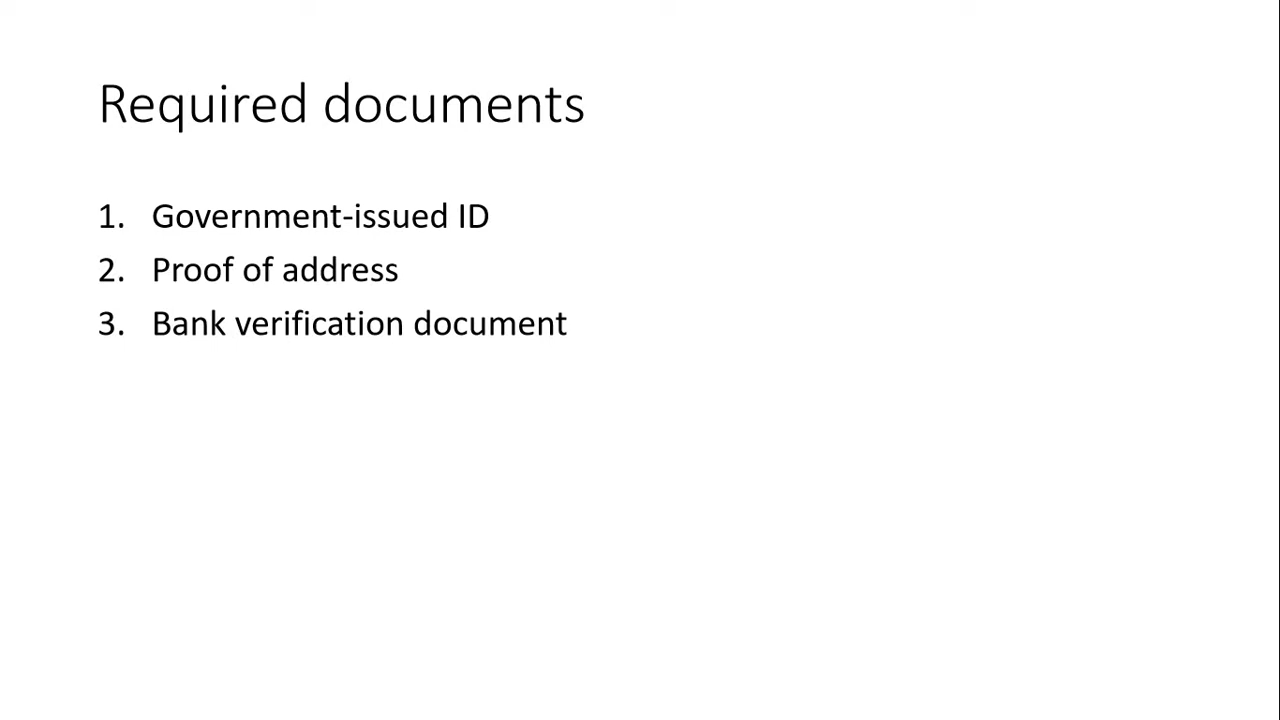 Required documents
1. Government-issued ID
2. Proof of address
3. Bank verification document